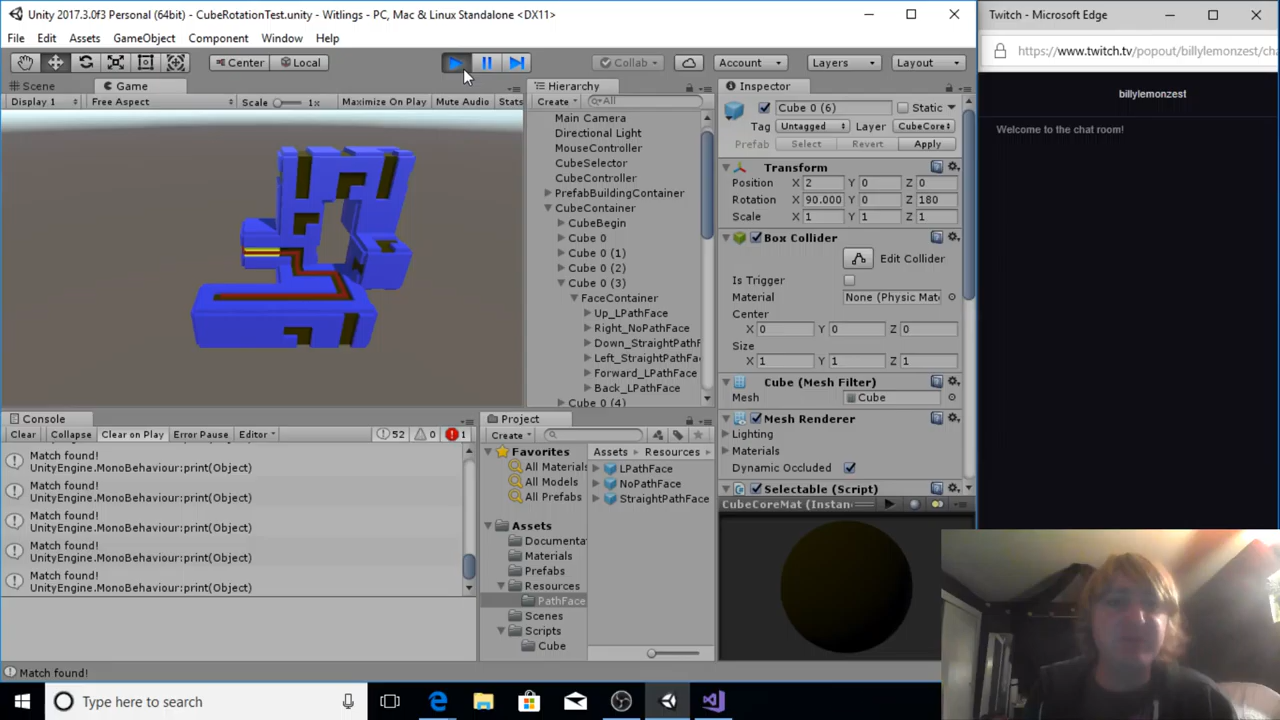 Unity 2017.3.0f3 Personal (64bit) - CubeRotationTest.unity - Witlings - PC, Mac & Linux Standalone <DX11>
Twitch - Microsoft Edge
File Edit Assets GameObject Component Window Help
https://www.twitch.tv/popout/billylemonzest/cha
Center Local Collab Account Layers Layout
Scene Game Hierarchy Inspector
billylemonzest
Display 1 Free Aspect Scale 1x Maximize On Play Mute Audio Stats
Create All
Cube 0 (6) Static
Welcome to the chat room!
Main Camera
Directional Light
MouseController
CubeSelector
CubeController
PrefabBuildingContainer
CubeContainer
CubeBegin
Cube 0
Cube 0 (1)
Cube 0 (2)
Cube 0 (3)
FaceContainer
Up_LPathFace
Right_NoPathFace
Down_StraightPathF
Left_StraightPathFa
Forward_LPathFace
Back_LPathFace
Cube 0 (4)
Tag Untagged Layer CubeCore
Prefab Select Revert Apply
Transform
Position X 2 Y 0 Z 0
Rotation X 90.000 Y 0 Z 180
Scale X 1 Y 1 Z 1
Box Collider
Edit Collider
Is Trigger
Material None (Physic Mat
Center
X 0 Y 0 Z 0
Size
X 1 Y 1 Z 1
Cube (Mesh Filter)
Mesh Cube
Mesh Renderer
Lighting
Materials
Dynamic Occluded
Selectable (Script)
CubeCoreMat (Instan
Console
Clear Collapse Clear on Play Error Pause Editor 52 0 1
Match found!
UnityEngine.MonoBehaviour:print(Object)
Match found!
UnityEngine.MonoBehaviour:print(Object)
Match found!
UnityEngine.MonoBehaviour:print(Object)
Match found!
UnityEngine.MonoBehaviour:print(Object)
Match found!
UnityEngine.MonoBehaviour:print(Object)
Match found!
Project
Create
Favorites
All Materials
All Models
All Prefabs
Assets
Documenta
Materials
Prefabs
Resources
PathFace
Scenes
Scripts
Cube
Assets Resources
LPathFace
NoPathFace
StraightPathFace
Type here to search